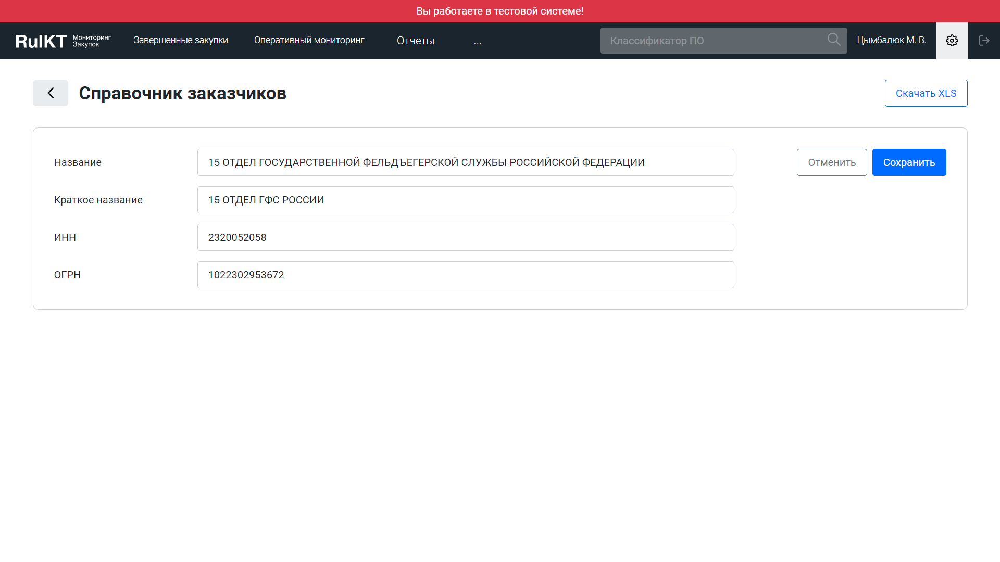 Вы работаете в тестовой системе!
RuIKT Мониторинг Закупок Завершенные закупки Оперативный мониторинг Отчеты ... Классификатор ПО Цымбалюк М. В.
Справочник заказчиков Скачать XLS
Название 15 ОТДЕЛ ГОСУДАРСТВЕННОЙ ФЕЛЬДЪЕГЕРСКОЙ СЛУЖБЫ РОССИЙСКОЙ ФЕДЕРАЦИИ Отменить Сохранить
Краткое название 15 ОТДЕЛ ГФС РОССИИ
ИНН 2320052058
ОГРН 1022302953672